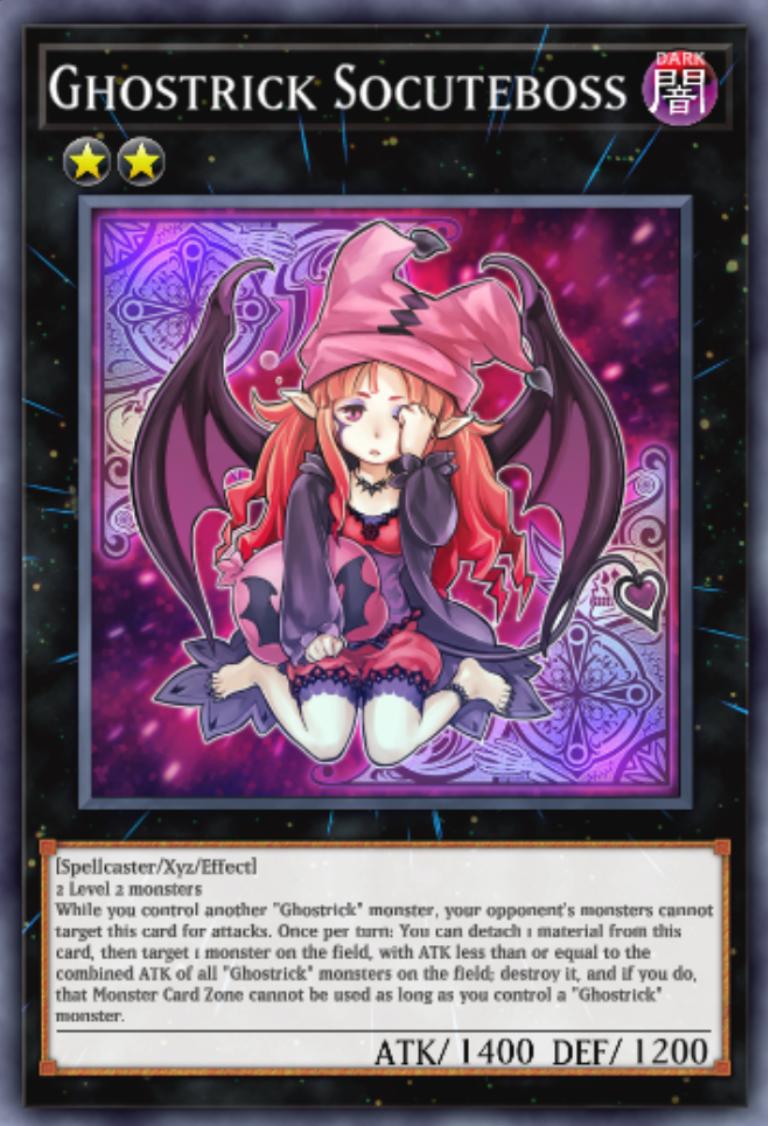 GHOSTRICK SOCUTEBOSS
DARK
闇
[Spellcaster/Xyz/Effect]
2 Level 2 monsters
While you control another "Ghostrick" monster, your opponent's monsters cannot
target this card for attacks. Once per turn: You can detach 1 material from this
card, then target 1 monster on the field, with ATK less than or equal to the
combined ATK of all "Ghostrick" monsters on the field; destroy it, and if you do,
that Monster Card Zone cannot be used as long as you control a "Ghostrick"
monster.
ATK/ 1400 DEF/ 1200